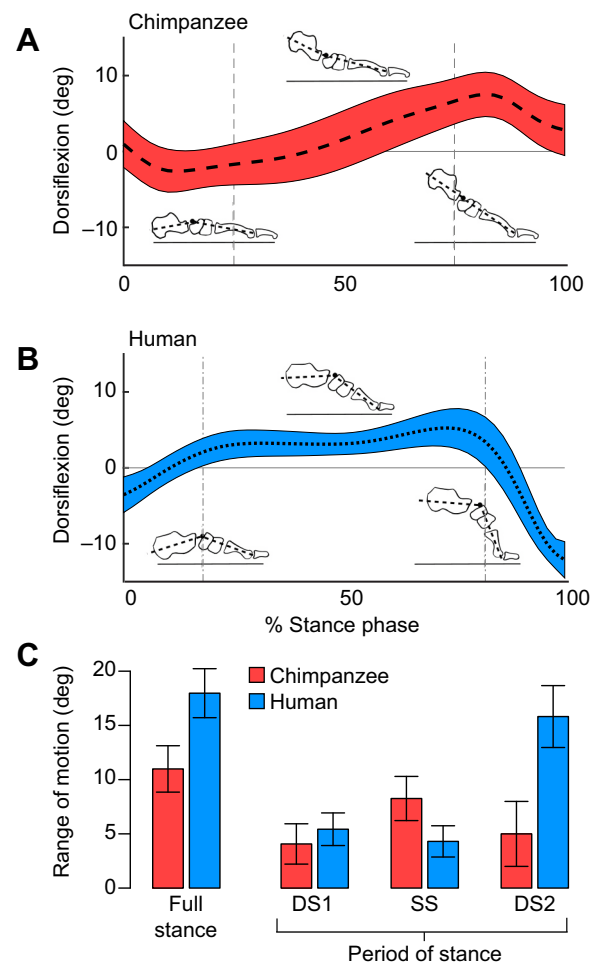 A
Chimpanzee
Dorsiflexion (deg)
10
0
–10
0
50
100
B
Human
Dorsiflexion (deg)
10
0
–10
0
50
100
% Stance phase
C
Range of motion (deg)
20
15
10
5
0
Chimpanzee
Human
Full
stance
DS1
SS
DS2
Period of stance